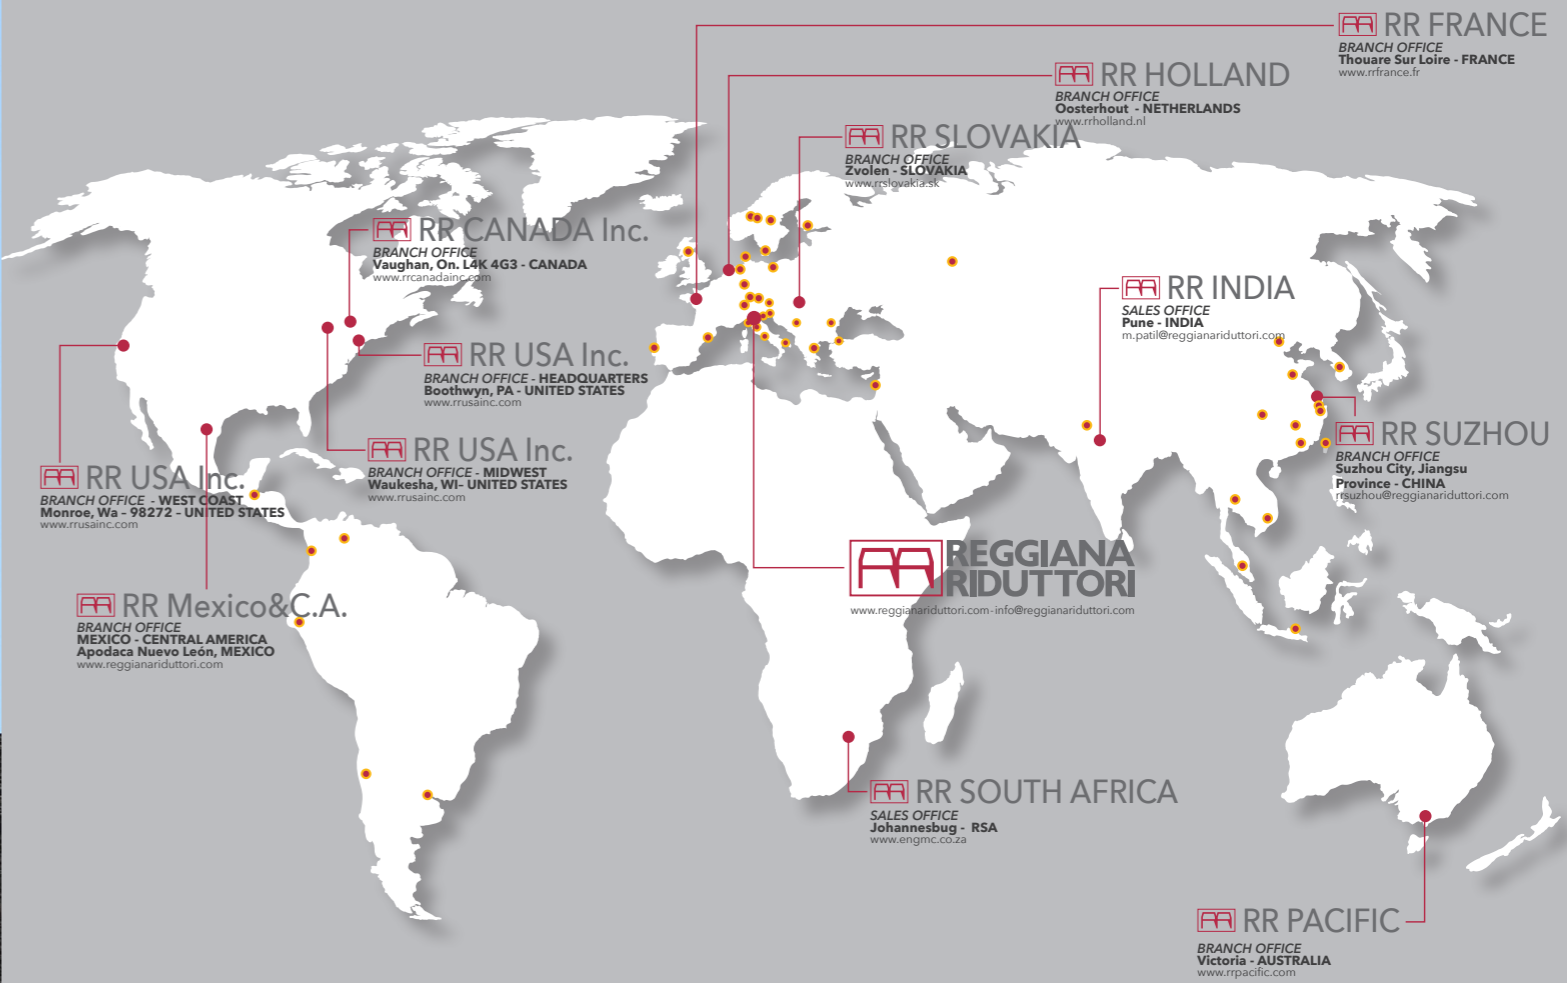 RR FRANCE
BRANCH OFFICE
Thouare Sur Loire - FRANCE
www.rrfrance.fr
RR HOLLAND
BRANCH OFFICE
Oosterhout - NETHERLANDS
www.rrholland.nl
RR SLOVAKIA
BRANCH OFFICE
Zvolen - SLOVAKIA
www.rrslovakia.sk
RR CANADA Inc.
BRANCH OFFICE
Vaughan, On. L4K 4G3 - CANADA
www.rrcanadainc.com
RR INDIA
SALES OFFICE
Pune - INDIA
m.patil@reggianariduttori.com
RR USA Inc.
BRANCH OFFICE - HEADQUARTERS
Boothwyn, PA - UNITED STATES
www.rrusainc.com
RR USA Inc.
BRANCH OFFICE - MIDWEST
Waukesha, WI- UNITED STATES
www.rrusainc.com
RR USA Inc.
BRANCH OFFICE - WEST COAST
Monroe, Wa - 98272 - UNITED STATES
www.rrusainc.com
RR SUZHOU
BRANCH OFFICE
Suzhou City, Jiangsu
Province - CHINA
rrsuzhou@reggianariduttori.com
REGGIANA
RIDUTTORI
www.reggianariduttori.com-info@reggianariduttori.com
RR Mexico&C.A.
BRANCH OFFICE
MEXICO - CENTRAL AMERICA
Apodaca Nuevo León, MEXICO
www.reggianariduttori.com
RR SOUTH AFRICA
SALES OFFICE
Johannesbug - RSA
www.engmc.co.za
RR PACIFIC
BRANCH OFFICE
Victoria - AUSTRALIA
www.rrpacific.com